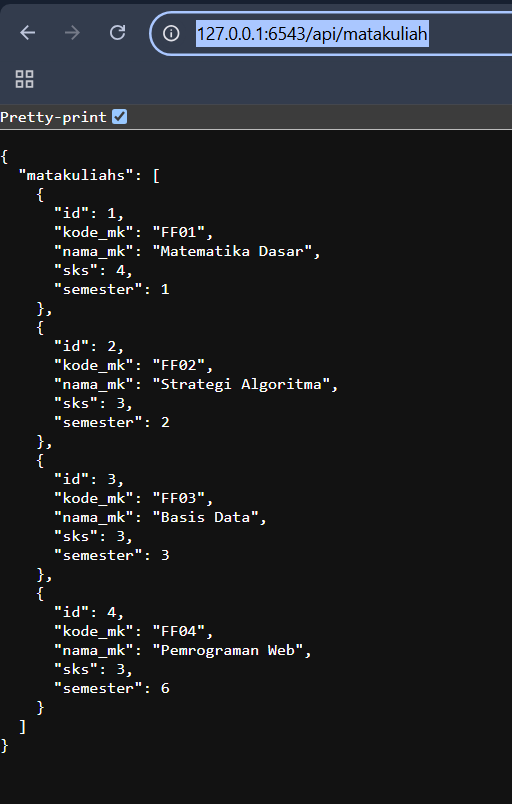 127.0.0.1:6543/api/matakuliah
Pretty-print
{
  "matakuliahs": [
    {
      "id": 1,
      "kode_mk": "FF01",
      "nama_mk": "Matematika Dasar",
      "sks": 4,
      "semester": 1
    },
    {
      "id": 2,
      "kode_mk": "FF02",
      "nama_mk": "Strategi Algoritma",
      "sks": 3,
      "semester": 2
    },
    {
      "id": 3,
      "kode_mk": "FF03",
      "nama_mk": "Basis Data",
      "sks": 3,
      "semester": 3
    },
    {
      "id": 4,
      "kode_mk": "FF04",
      "nama_mk": "Pemrograman Web",
      "sks": 3,
      "semester": 6
    }
  ]
}